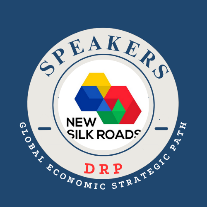 SPEAKERS
NEW
SILK ROADS
DRP
GLOBAL ECONOMIC STRATEGIC PATH